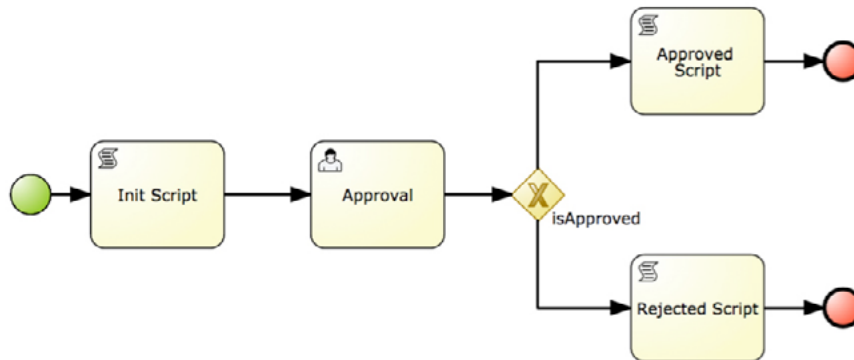 Approved
Script
Init Script
Approval
isApproved
Rejected Script